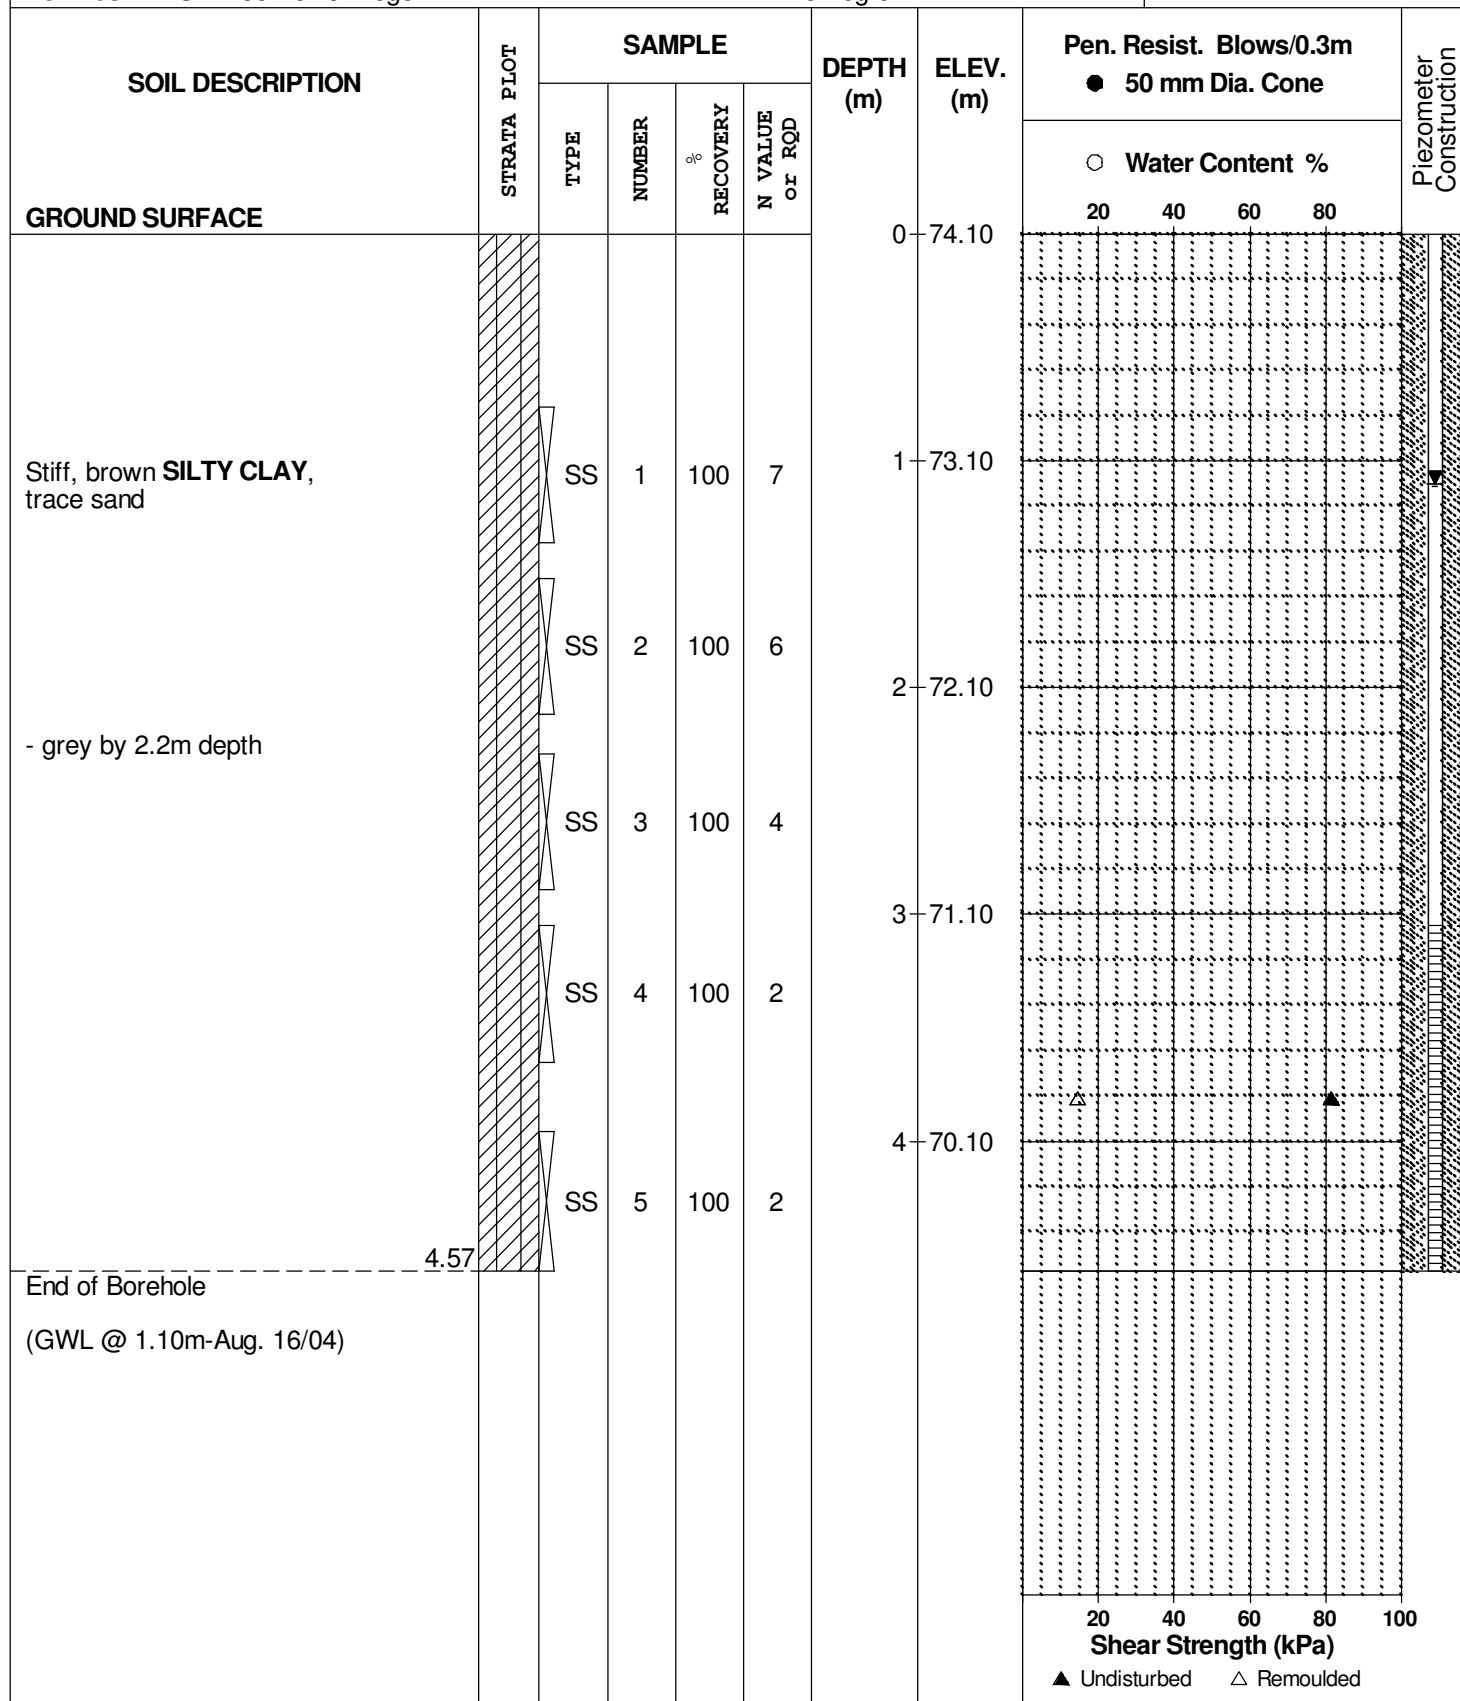 SOIL DESCRIPTION
GROUND SURFACE
STRATA PLOT
SAMPLE
TYPE
NUMBER
% RECOVERY
N VALUE or RQD
DEPTH (m)
ELEV. (m)
Pen. Resist. Blows/0.3m
● 50 mm Dia. Cone
○ Water Content %
20 40 60 80
Piezometer Construction
0 74.10
Stiff, brown SILTY CLAY,
trace sand
SS 1 100 7
1 73.10
SS 2 100 6
2 72.10
- grey by 2.2m depth
SS 3 100 4
3 71.10
SS 4 100 2
4 70.10
SS 5 100 2
4.57
End of Borehole
(GWL @ 1.10m-Aug. 16/04)
20 40 60 80 100
Shear Strength (kPa)
▲ Undisturbed △ Remoulded